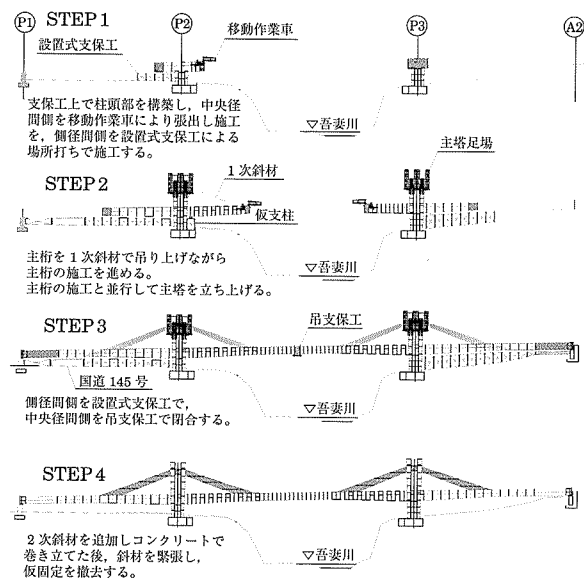 P1
P2
P3
A2
STEP1
移動作業車
設置式支保工
▽吾妻川
支保工上で柱頭部を構築し，中央径
間側を移動作業車により張出し施工
を，側径間側を設置式支保工による
場所打ちで施工する。
主塔足場
1次斜材
STEP2
仮支柱
▽吾妻川
主桁を1次斜材で吊り上げながら
主桁の施工を進める。
主桁の施工と並行して主塔を立ち上げる。
STEP3
吊支保工
国道145号
▽吾妻川
側径間側を設置式支保工で，
中央径間側を吊支保工で閉合する。
STEP4
▽吾妻川
2次斜材を追加しコンクリートで
巻き立てた後，斜材を緊張し，
仮固定を撤去する。